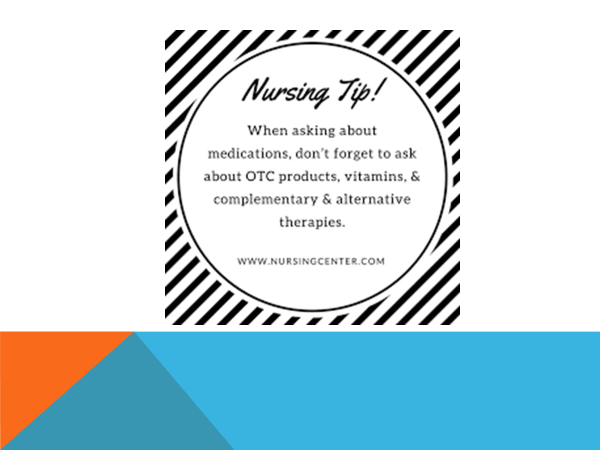 Nursing Tip!
When asking about
medications, don't forget to ask
about OTC products, vitamins, &
complementary & alternative
therapies.
WWW.NURSINGCENTER.COM